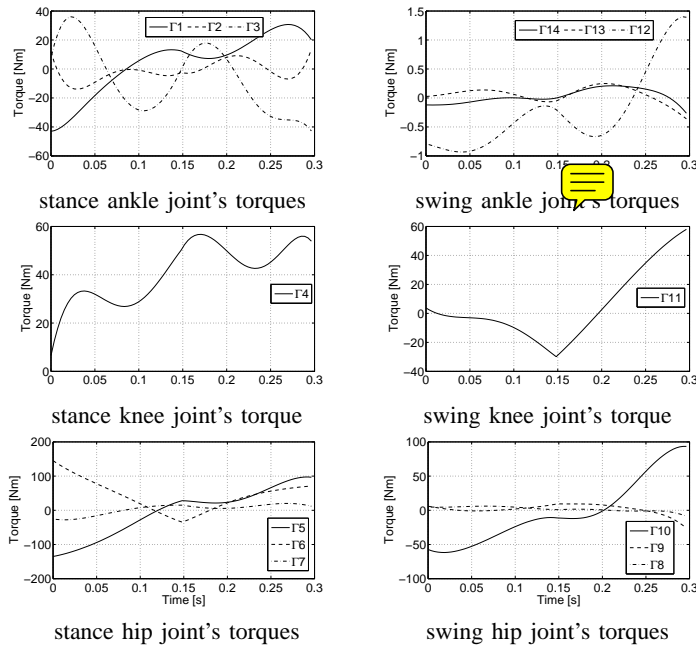 Γ1 Γ2 Γ3
Torque [Nm]
40
20
0
−20
−40
−60
0 0.05 0.1 0.15 0.2 0.25 0.3
stance ankle joint's torques
Γ14 Γ13 Γ12
Torque [Nm]
1.5
1
0.5
0
−0.5
−1
0 0.05 0.1 0.15 0.2 0.25 0.3
swing ankle joint's torques
Γ4
Torque [Nm]
60
40
20
0
0 0.05 0.1 0.15 0.2 0.25 0.3
stance knee joint's torque
Γ11
Torque [Nm]
60
40
20
0
−20
−40
0 0.05 0.1 0.15 0.2 0.25 0.3
swing knee joint's torque
Γ5
Γ6
Γ7
Torque [Nm]
200
100
0
−100
−200
0 0.05 0.1 0.15 0.2 0.25 0.3
Time [s]
stance hip joint's torques
Γ10
Γ9
Γ8
Torque [Nm]
100
50
0
−50
−100
0 0.05 0.1 0.15 0.2 0.25 0.3
Time [s]
swing hip joint's torques